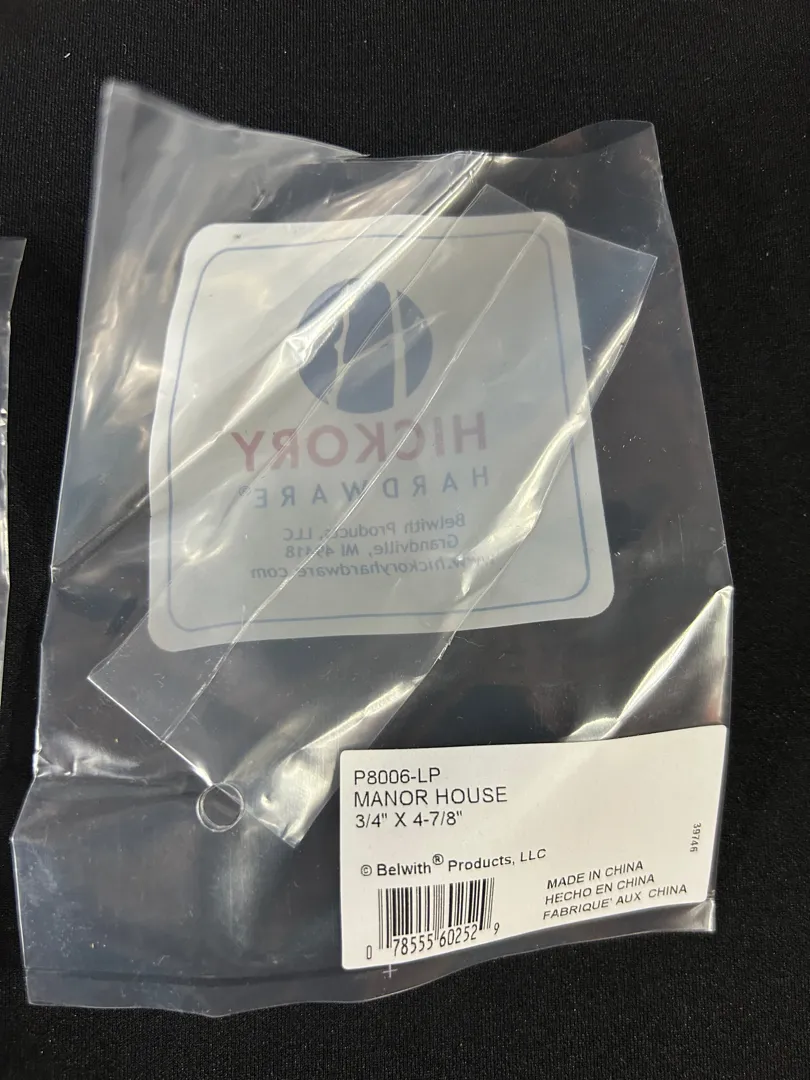 HICKORY
HARDWARE®
Belwith Products, LLC
Grandville, MI 49418
www.hickoryhardware.com
P8006-LP
MANOR HOUSE
3/4" X 4-7/8"
39746
© Belwith® Products, LLC
MADE IN CHINA
HECHO EN CHINA
FABRIQUE' AUX CHINA
0 78555 60252 9